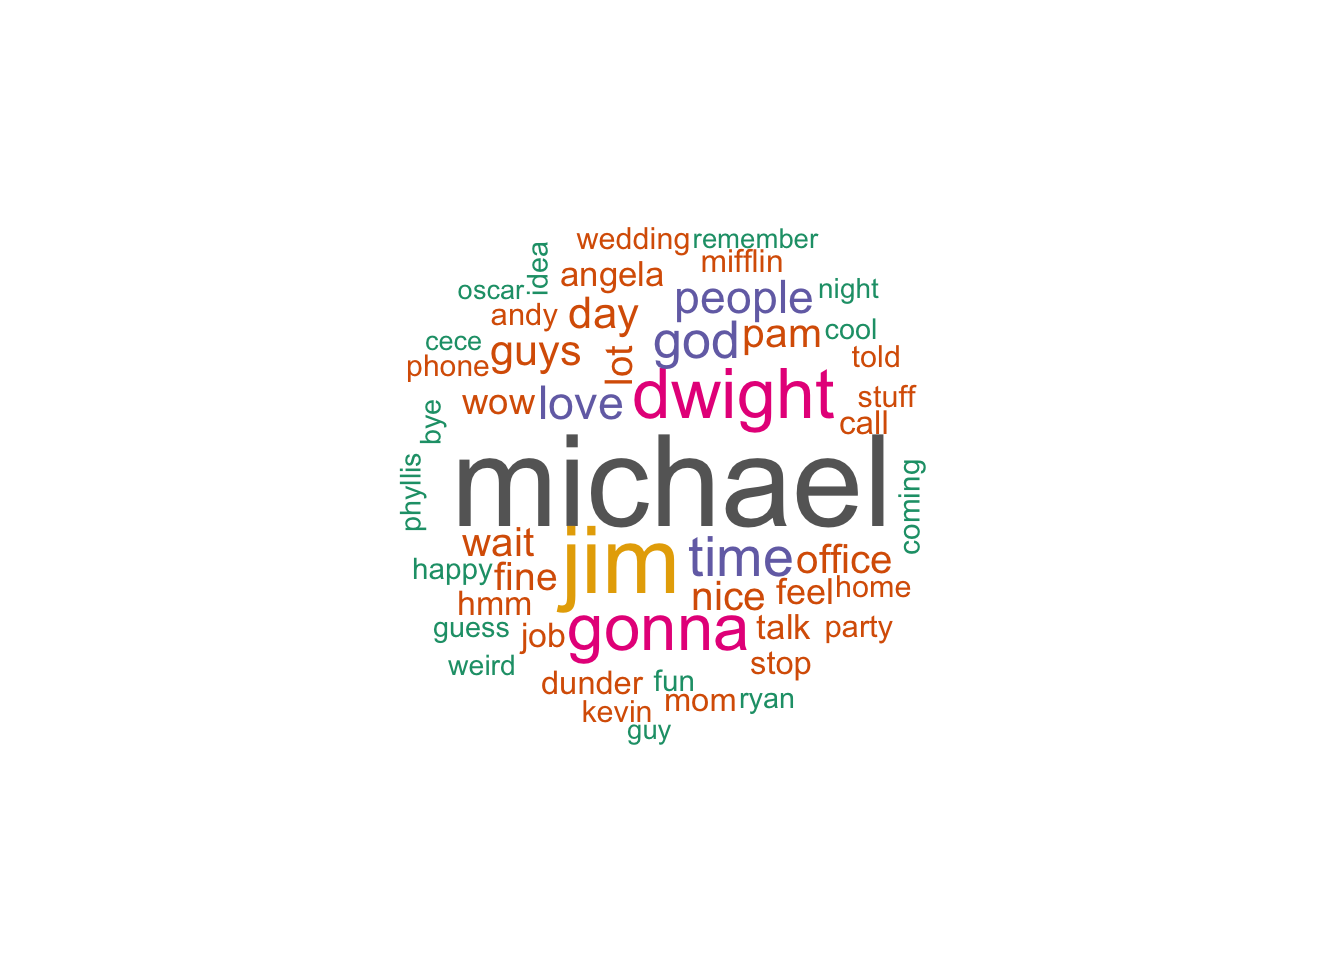 wedding
remember
mifflin
idea
angela
oscar
people
night
andy
day
god
pam
cool
cece
guys
lot
told
phone
dwight
stuff
wow
love
call
bye
michael
phyllis
coming
wait
jim
time
office
happy
fine
nice
feel
home
hmm
guess
job
gonna
talk
party
weird
stop
dunder
fun
mom
ryan
kevin
guy